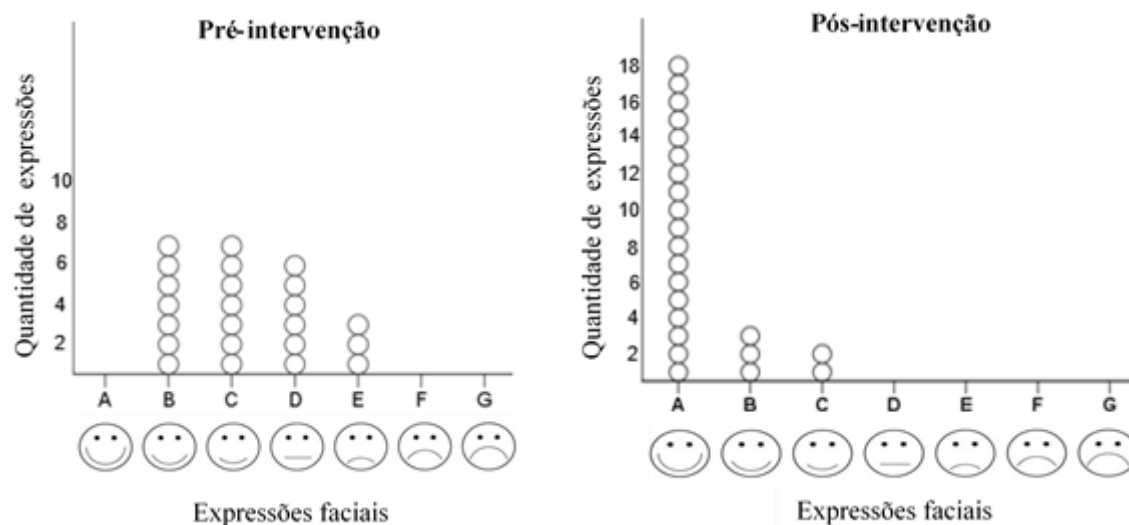 Pré-intervenção
Quantidade de expressões
10
8
6
4
2
A B C D E F G
Expressões faciais
Pós-intervenção
Quantidade de expressões
18
16
14
12
10
8
6
4
2
A B C D E F G
Expressões faciais